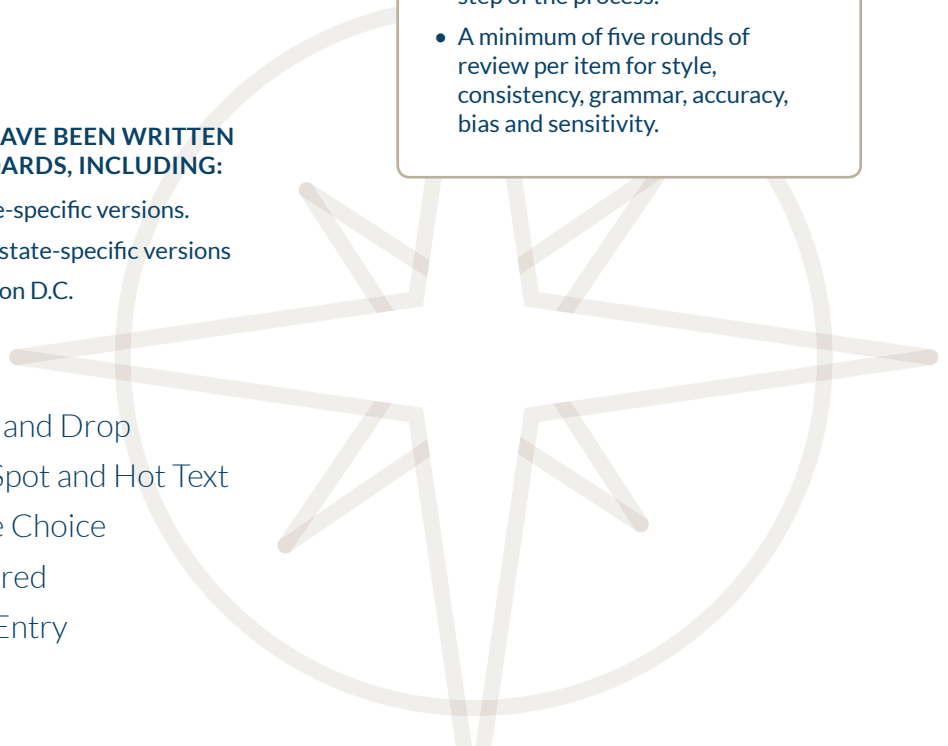 step of the process.
• A minimum of five rounds of
review per item for style,
consistency, grammar, accuracy,
bias and sensitivity.
AVE BEEN WRITTEN
ARDS, INCLUDING:
e-specific versions.
state-specific versions
on D.C.
and Drop
Spot and Hot Text
e Choice
red
Entry